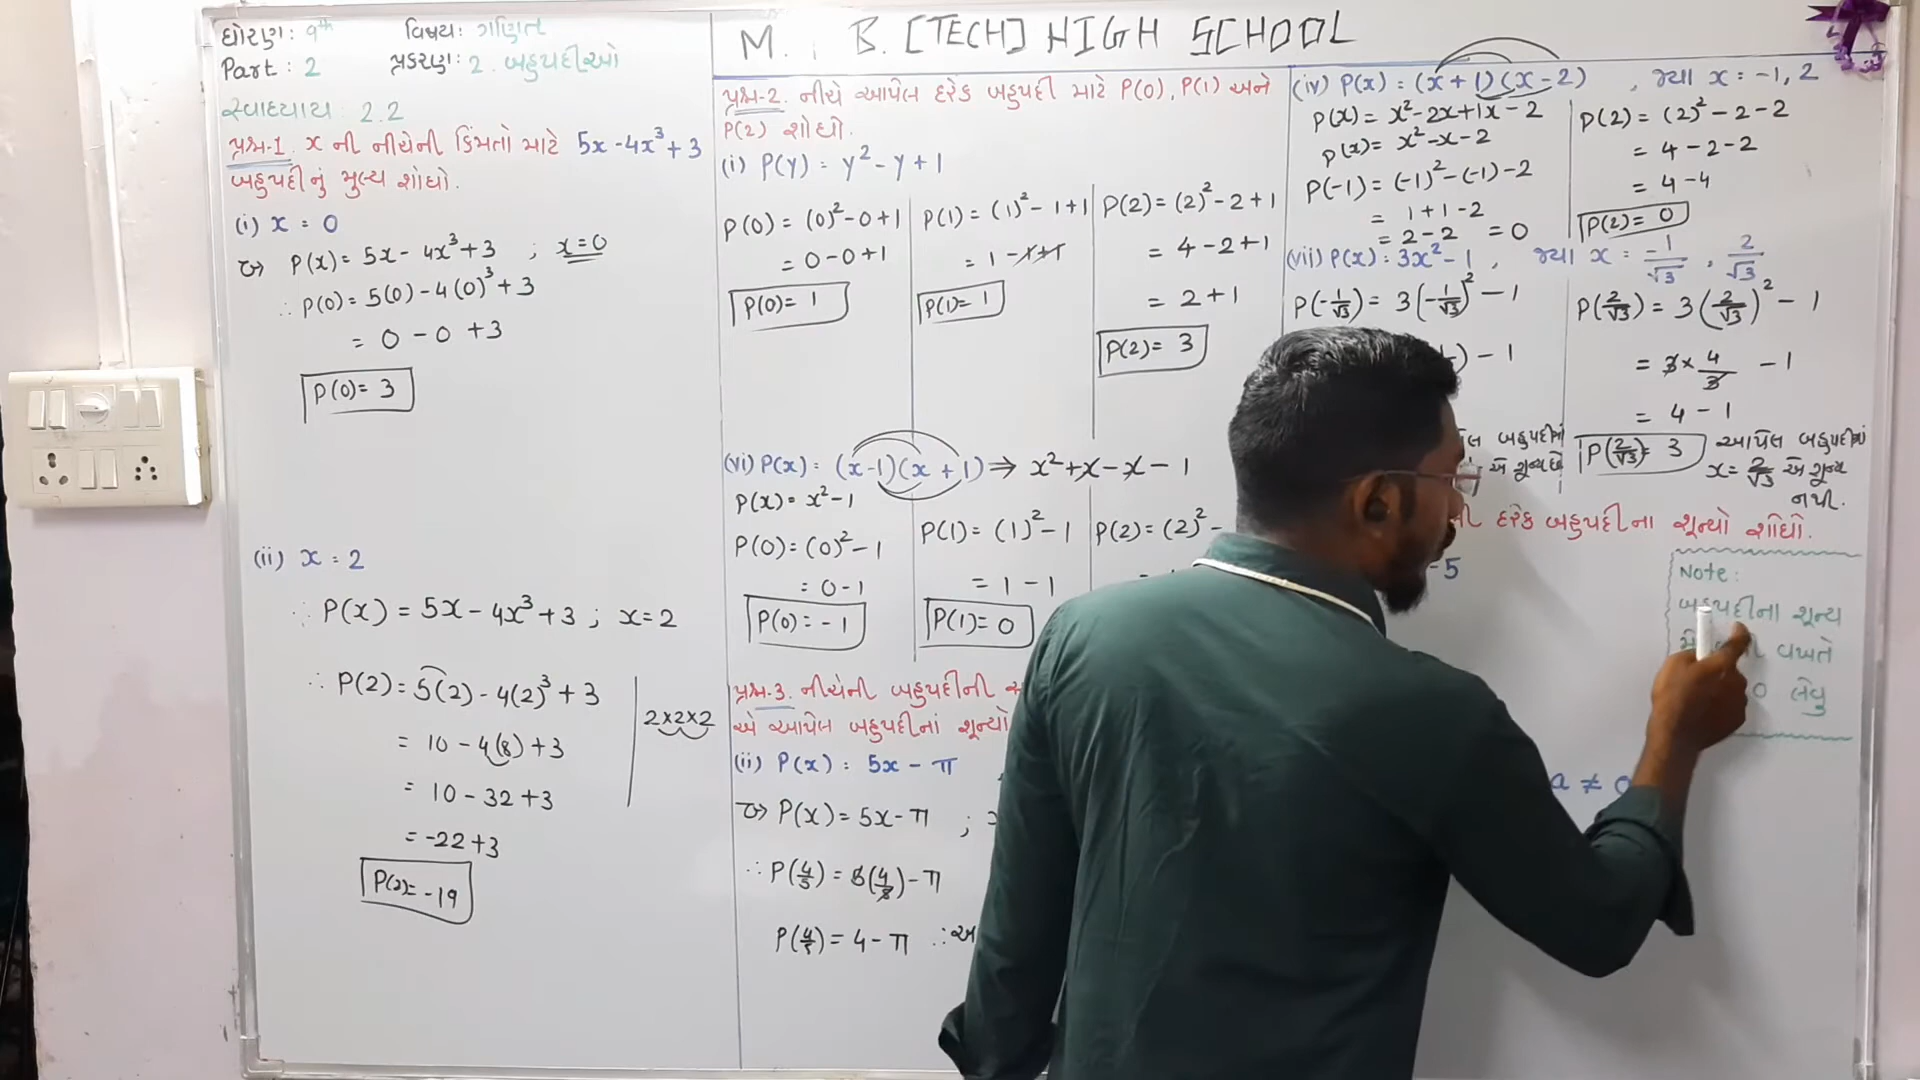 ધોરણ: 9th વિષય: ગણિત
Part: 2 પ્રકરણ: 2. બહુપદીઓ
સ્વાધ્યાય: 2.2
પ્રશ્ન-1. x ની નીચેની કિંમતો માટે 5x - 4x³ + 3
બહુપદીનું મુલ્ય શોધો.
(i) x = 0
⇒ P(x) = 5x - 4x³ + 3 ; x=0
∴ P(0) = 5(0) - 4(0)³ + 3
= 0 - 0 + 3
P(0) = 3
(ii) x = 2
∴ P(x) = 5x - 4x³ + 3 ; x=2
∴ P(2) = 5(2) - 4(2)³ + 3
2×2×2
= 10 - 4(8) + 3
= 10 - 32 + 3
= -22 + 3
P(2) = -19
M. B. [TECH] HIGH SCHOOL
પ્રશ્ન-2. નીચે આપેલ દરેક બહુપદી માટે P(0), P(1) અને
P(2) શોધો.
(i) P(y) = y² - y + 1
P(0) = (0)² - 0 + 1
= 0 - 0 + 1
P(0) = 1
P(1) = (1)² - 1 + 1
= 1 - 1 + 1
P(1) = 1
P(2) = (2)² - 2 + 1
= 4 - 2 + 1
= 2 + 1
P(2) = 3
(vi) P(x) = (x-1)(x+1) ⇒ x² + x - x - 1
P(x) = x² - 1
P(0) = (0)² - 1
= 0 - 1
P(0) = -1
P(1) = (1)² - 1
= 1 - 1
P(1) = 0
P(2) = (2)² -
પ્રશ્ન-3. નીચેની બહુપદીની
એ આપેલ બહુપદીનાં શૂન્યો
(ii) P(x) = 5x - π
⇒ P(x) = 5x - π ;
∴ P(4/5) = 5(4/5) - π
P(4/5) = 4 - π ∴
(iv) P(x) = (x+1)(x-2) , જ્યા x = -1, 2
P(x) = x² - 2x + 1x - 2
P(x) = x² - x - 2
P(-1) = (-1)² - (-1) - 2
= 1 + 1 - 2
= 2 - 2 = 0
P(2) = (2)² - 2 - 2
= 4 - 2 - 2
= 4 - 4
P(2) = 0
(vii) P(x) = 3x² - 1 , જ્યા x = -1/√3 , 2/√3
P(-1/√3) = 3(-1/√3)² - 1
) - 1
બહુપદીમાં
એ શૂન્ય છે
P(2/√3) = 3(2/√3)² - 1
= 3 × 4/3 - 1
= 4 - 1
P(2/√3) = 3 આપેલ બહુપદીમાં
x = 2/√3 એ શૂન્ય
નથી.
દરેક બહુપદીના શૂન્યો શોધો.
- 5
Note:
બહુપદીના શૂન્ય
વખતે
0 લેવુ
a ≠ 0